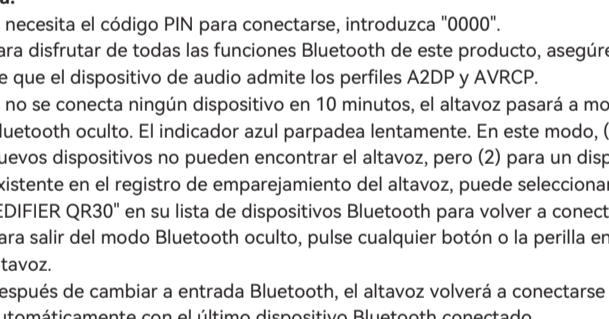 necesita el código PIN para conectarse, introduzca "0000".
para disfrutar de todas las funciones Bluetooth de este producto, asegúre
que el dispositivo de audio admite los perfiles A2DP y AVRCP.
no se conecta ningún dispositivo en 10 minutos, el altavoz pasará a mo
luetooth oculto. El indicador azul parpadea lentamente. En este modo, (
uevos dispositivos no pueden encontrar el altavoz, pero (2) para un disp
xistente en el registro de emparejamiento del altavoz, puede selecciona
EDIFIER QR30" en su lista de dispositivos Bluetooth para volver a conect
ara salir del modo Bluetooth oculto, pulse cualquier botón o la perilla en
tavoz.
espués de cambiar a entrada Bluetooth, el altavoz volverá a conectarse
utomáticamente con el último dispositivo Bluetooth conectado